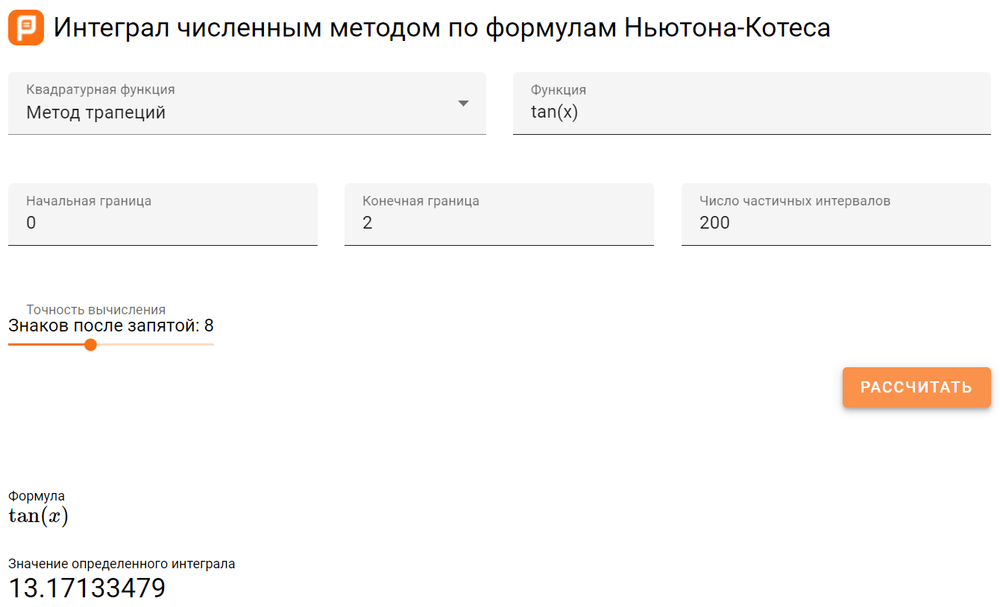 Интеграл численным методом по формулам Ньютона-Котеса
Квадратурная функция
Метод трапеций
Функция
tan(x)
Начальная граница
0
Конечная граница
2
Число частичных интервалов
200
Точность вычисления
Знаков после запятой: 8
РАССЧИТАТЬ
Формула
tan(x)
Значение определенного интеграла
13.17133479